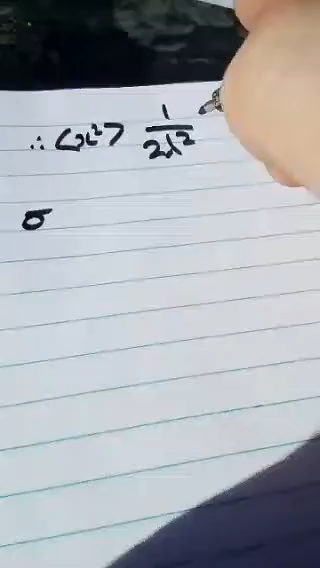 ∴ <x²> 1/2λ²
σ